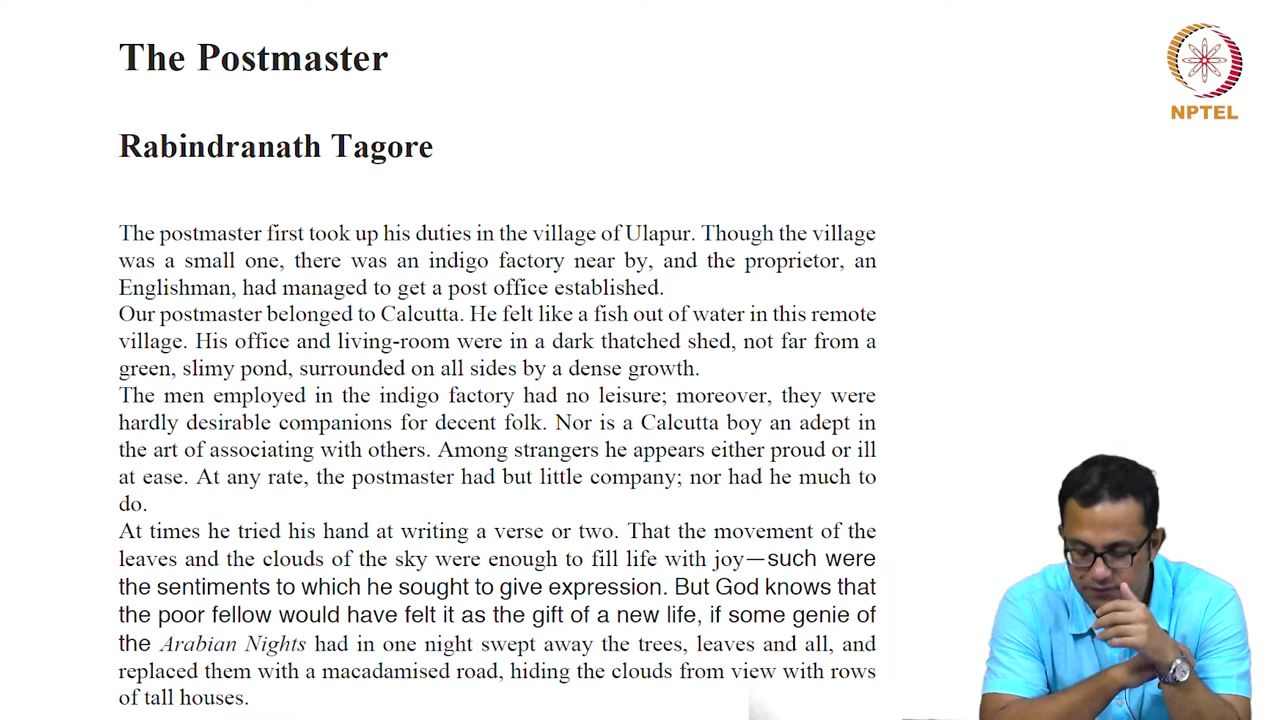 The Postmaster
NPTEL
Rabindranath Tagore
The postmaster first took up his duties in the village of Ulapur. Though the village
was a small one, there was an indigo factory near by, and the proprietor, an
Englishman, had managed to get a post office established.
Our postmaster belonged to Calcutta. He felt like a fish out of water in this remote
village. His office and living-room were in a dark thatched shed, not far from a
green, slimy pond, surrounded on all sides by a dense growth.
The men employed in the indigo factory had no leisure; moreover, they were
hardly desirable companions for decent folk. Nor is a Calcutta boy an adept in
the art of associating with others. Among strangers he appears either proud or ill
at ease. At any rate, the postmaster had but little company; nor had he much to
do.
At times he tried his hand at writing a verse or two. That the movement of the
leaves and the clouds of the sky were enough to fill life with joy—such were
the sentiments to which he sought to give expression. But God knows that
the poor fellow would have felt it as the gift of a new life, if some genie of
the Arabian Nights had in one night swept away the trees, leaves and all, and
replaced them with a macadamised road, hiding the clouds from view with rows
of tall houses.